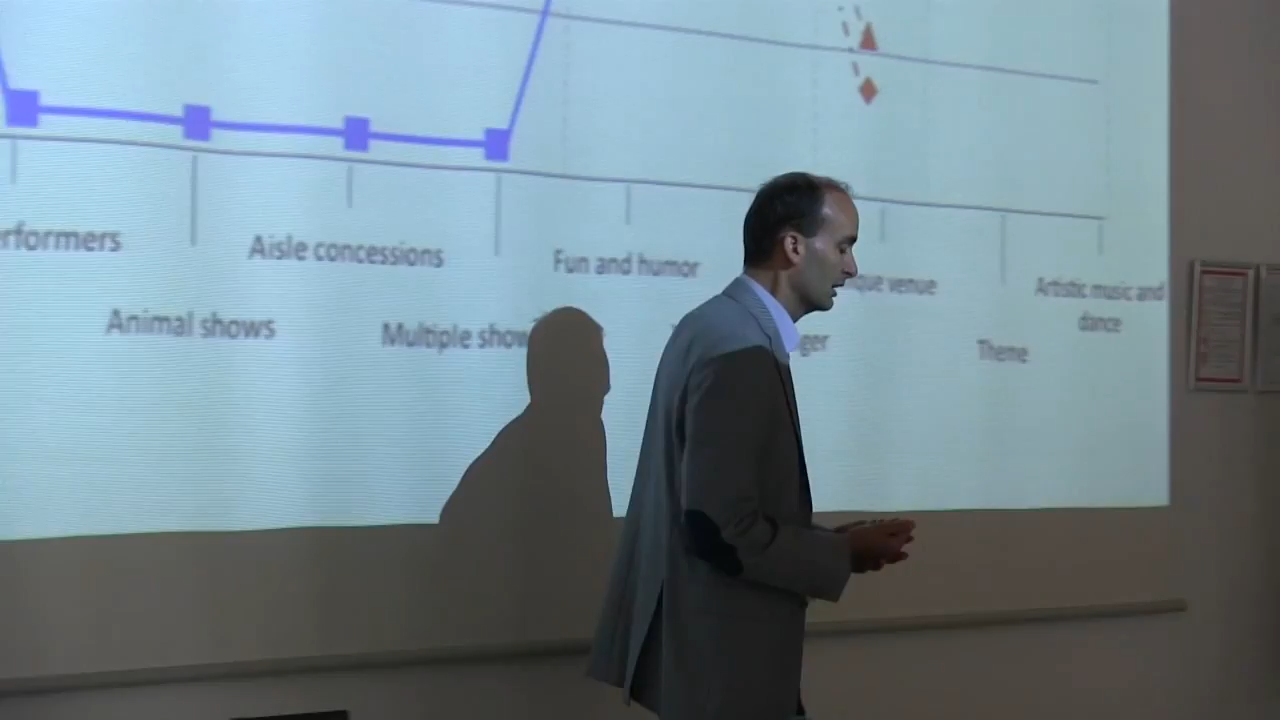 rformers
Aisle concessions
Fun and humor
que venue
Artistic music and
dance
Animal shows
Multiple show
ger
Theme